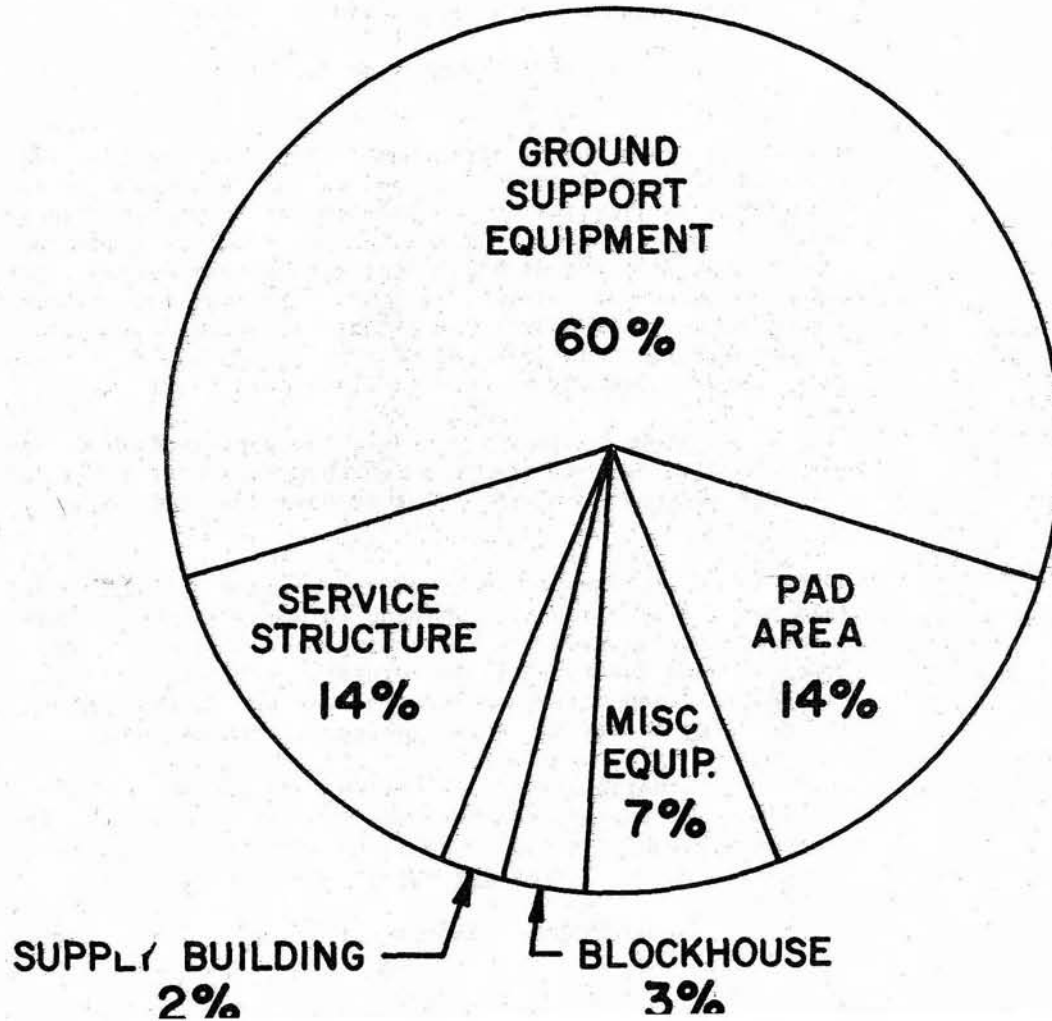 GROUND
SUPPORT
EQUIPMENT
60%
SERVICE
STRUCTURE
14%
PAD
AREA
14%
MISC
EQUIP.
7%
SUPPLY BUILDING
2%
BLOCKHOUSE
3%